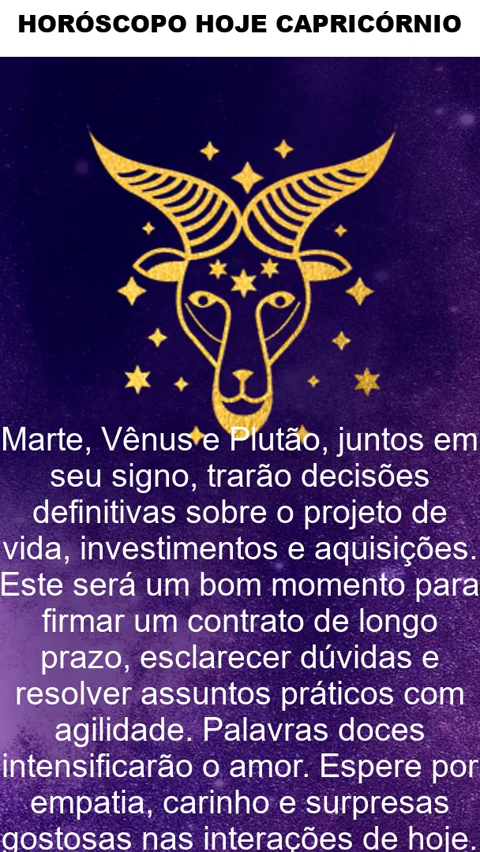 HORÓSCOPO HOJE CAPRICÓRNIO
Marte, Vênus e Plutão, juntos em
seu signo, trarão decisões
definitivas sobre o projeto de
vida, investimentos e aquisições.
Este será um bom momento para
firmar um contrato de longo
prazo, esclarecer dúvidas e
resolver assuntos práticos com
agilidade. Palavras doces
intensificarão o amor. Espere por
empatia, carinho e surpresas
gostosas nas interações de hoje.